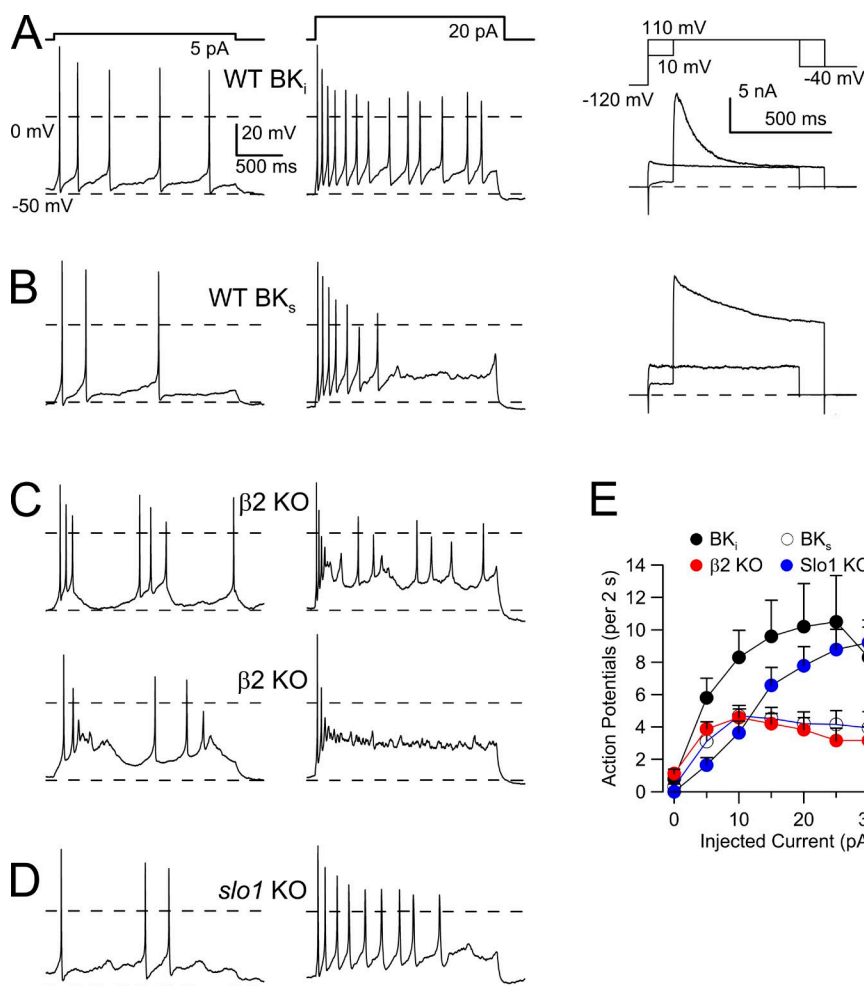 A
5 pA
20 pA
110 mV
10 mV
-40 mV
-120 mV
WT BKi
0 mV
20 mV
500 ms
5 nA
500 ms
-50 mV
B
WT BKs
C
β2 KO
β2 KO
E
BKi
BKs
β2 KO
Slo1 KO
Action Potentials (per 2 s)
14
12
10
8
6
4
2
0
0
10
20
3
Injected Current (pA
D
slo1 KO